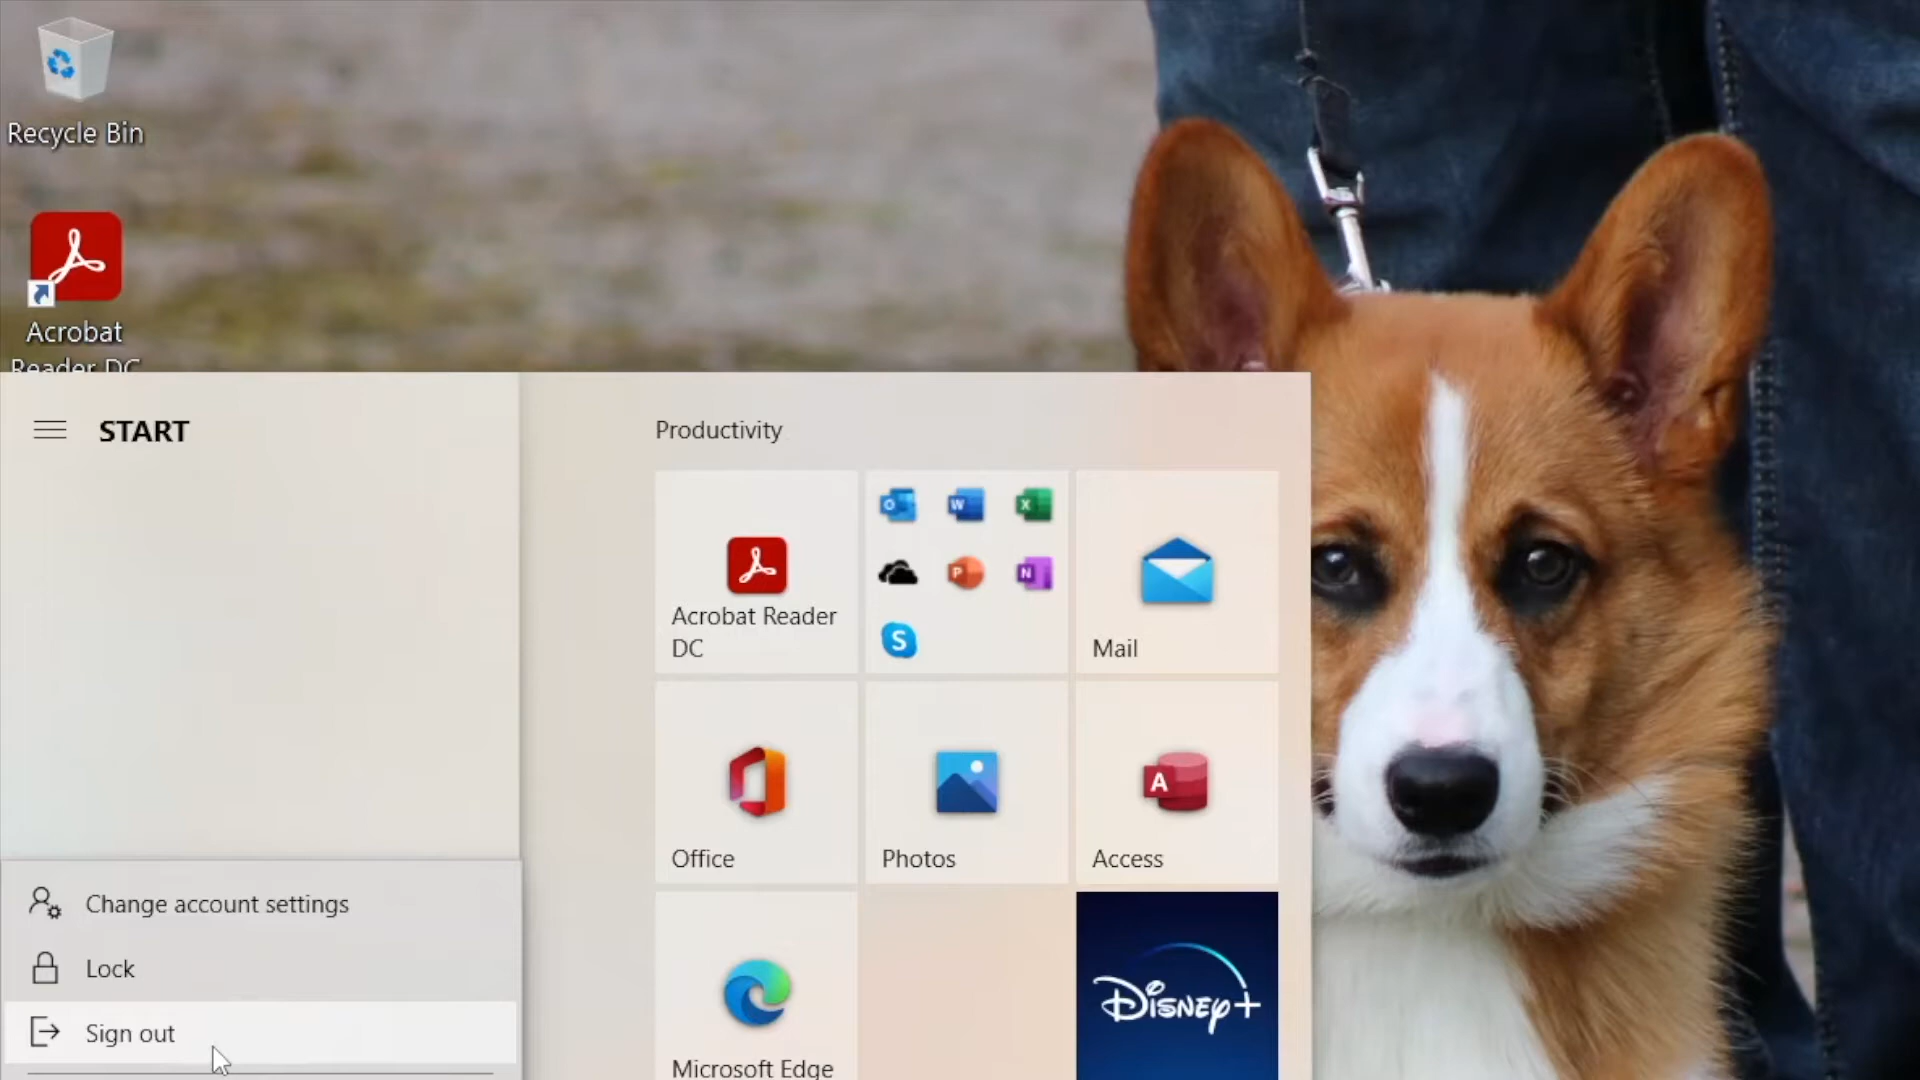 Recycle Bin
Acrobat
Reader DC
START
Productivity
Acrobat Reader
DC
O
W
X
P
N
S
Mail
Office
Photos
A
Access
Change account settings
Lock
Sign out
Microsoft Edge
Disney+